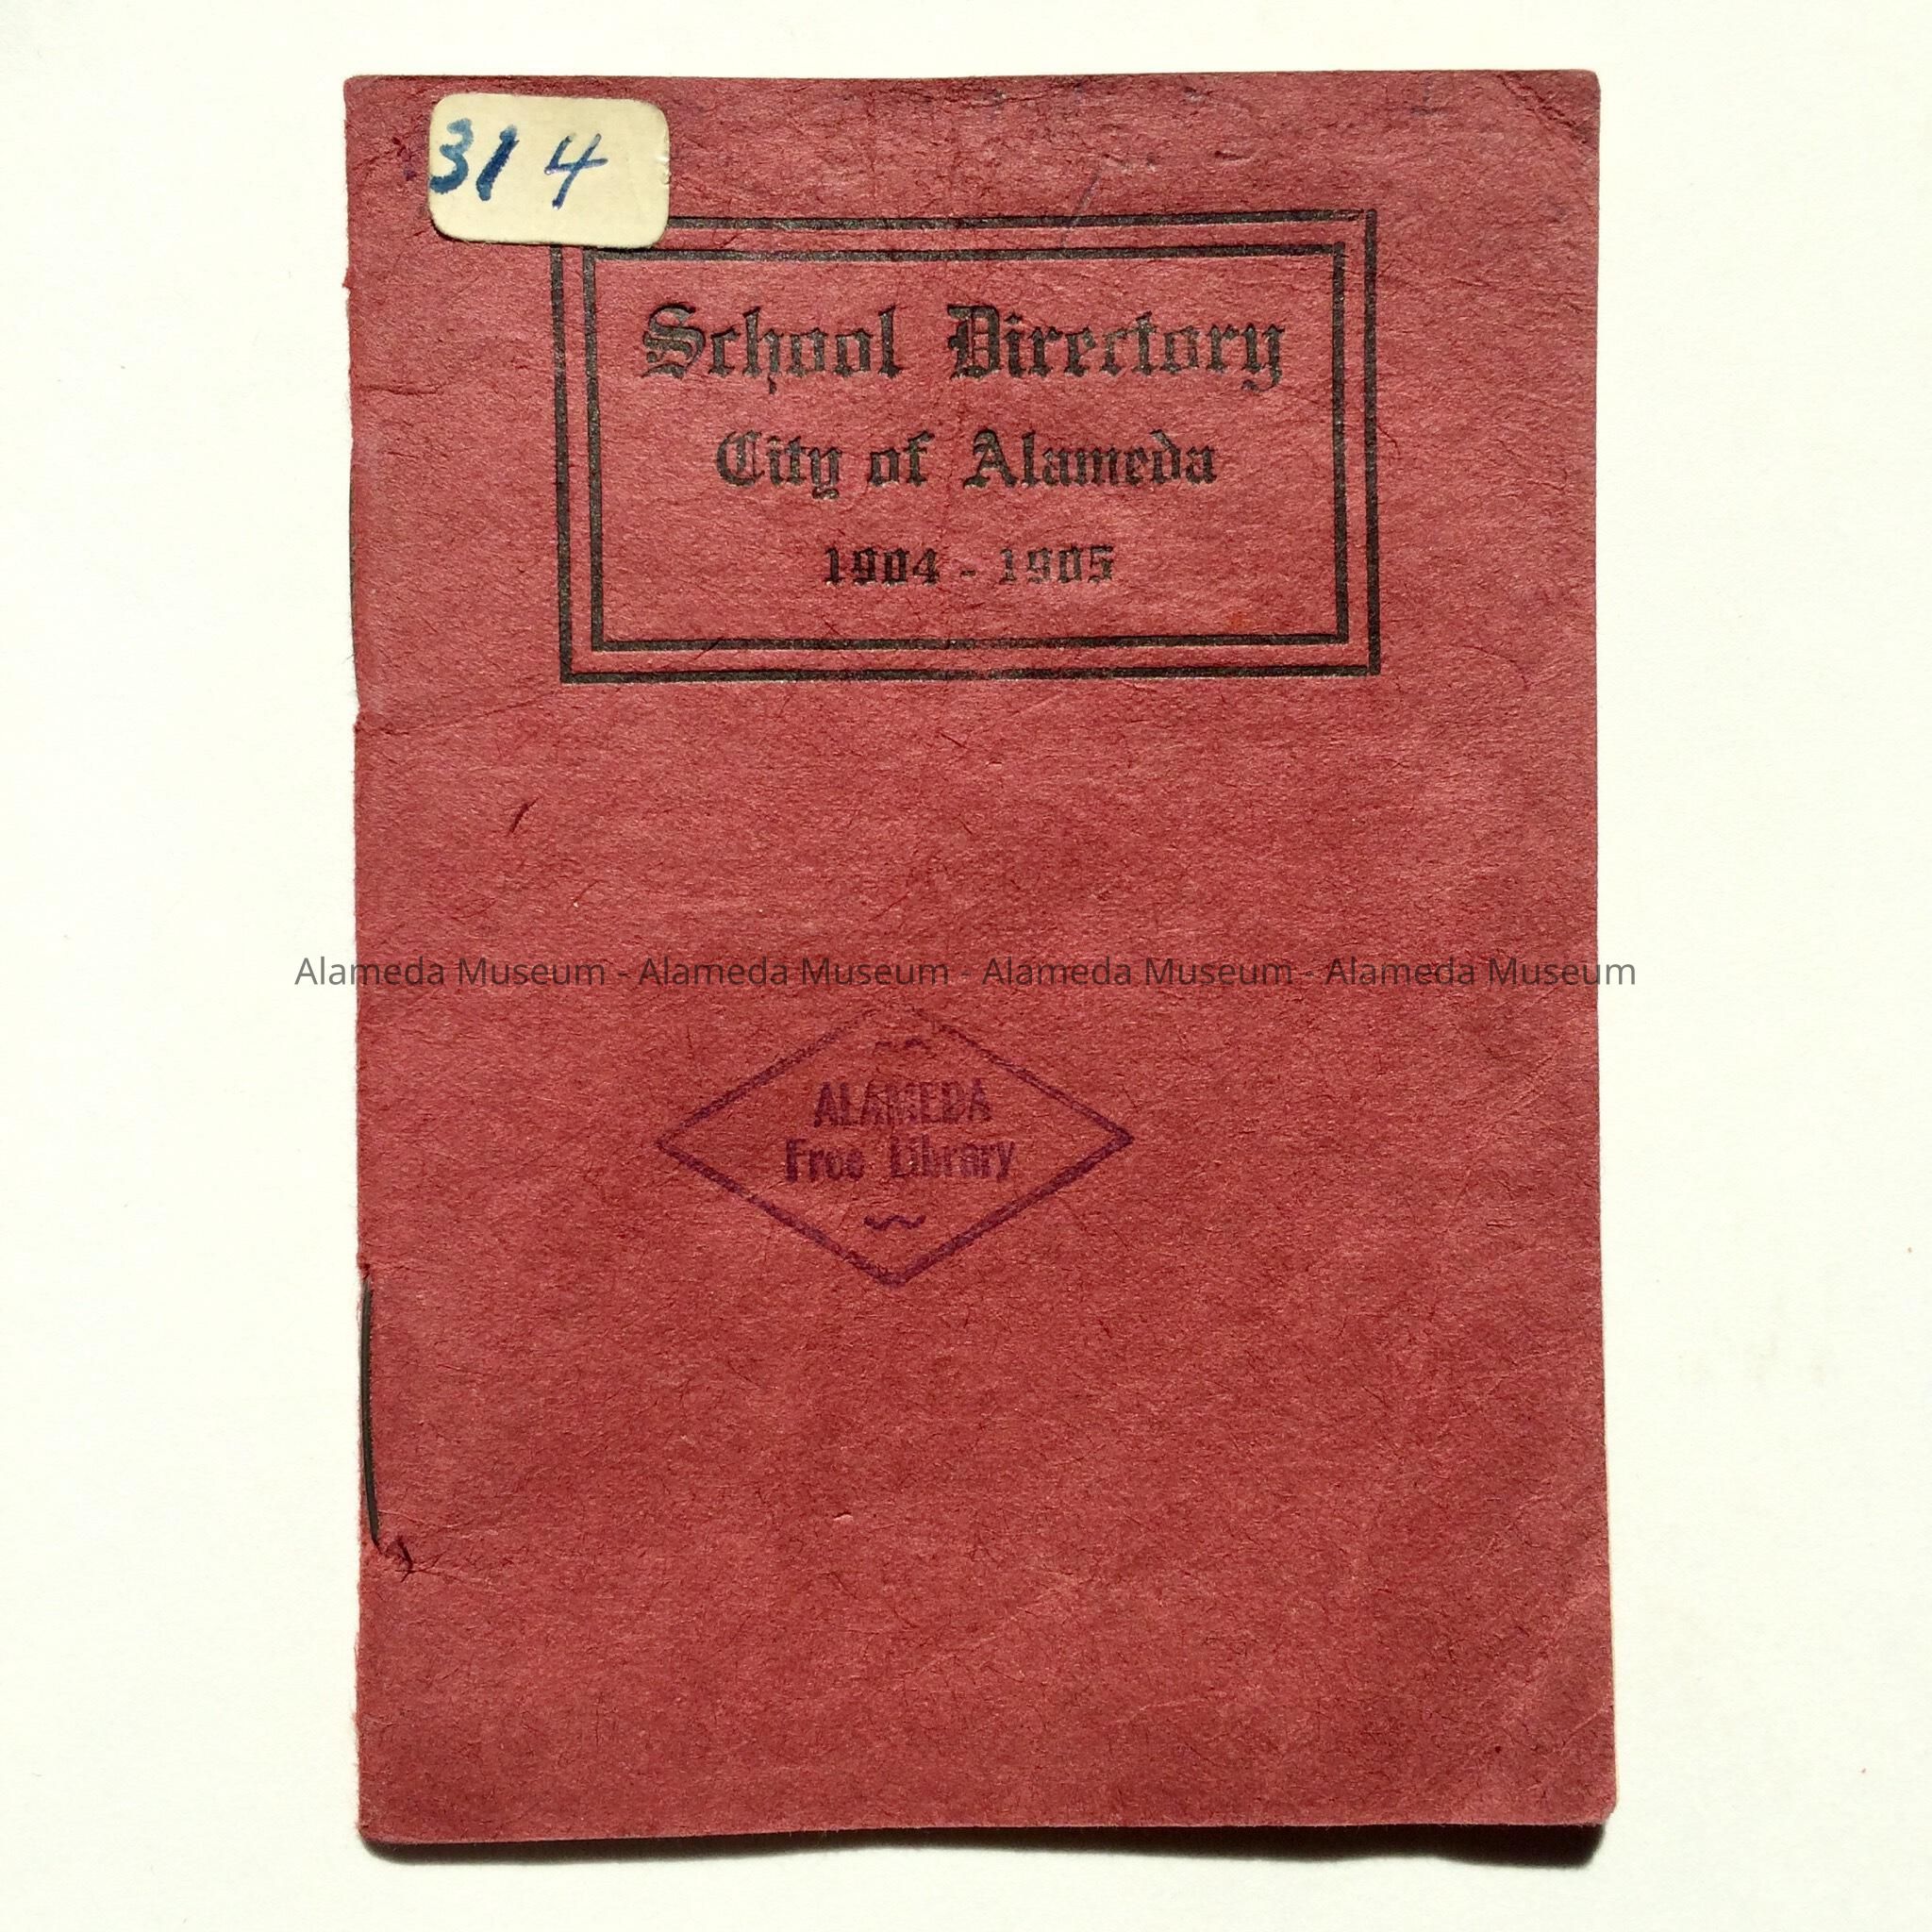 314
School Directory
City of Alameda
1904 - 1905
Alameda Museum - Alameda Museum - Alameda Museum - Alameda Museum
ALAMEDA
Free Library